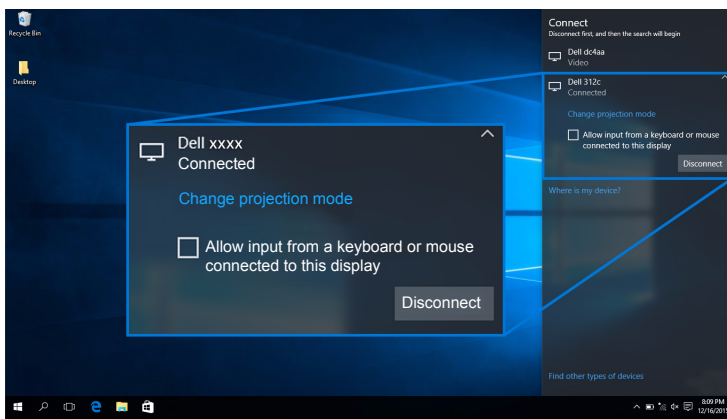 Recycle Bin
Desktop
Connect
Disconnect first, and then the search will begin
Dell dc4aa
Video
Dell 312c
Connected
Change projection mode
Allow input from a keyboard or mouse
connected to this display
Disconnect
Where is my device?
Find other types of devices
Dell xxxx
Connected
Change projection mode
Allow input from a keyboard or mouse
connected to this display
Disconnect
8:09 PM